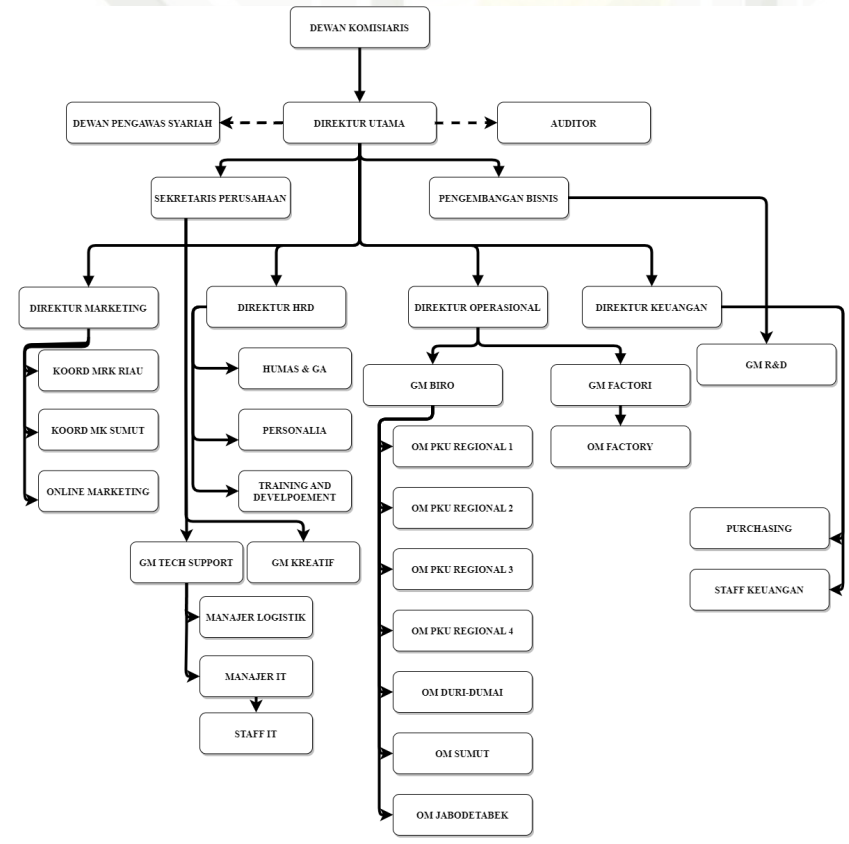 DEWAN KOMISIARIS
DEWAN PENGAWAS SYARIAH
DIREKTUR UTAMA
AUDITOR
SEKRETARIS PERUSAHAAN
PENGEMBANGAN BISNIS
DIREKTUR MARKETING
DIREKTUR HRD
DIREKTUR OPERASIONAL
DIREKTUR KEUANGAN
KOORD MRK RIAU
KOORD MK SUMUT
ONLINE MARKETING
HUMAS & GA
PERSONALIA
TRAINING AND
DEVELPOEMENT
GM BIRO
GM FACTORI
GM R&D
OM PKU REGIONAL 1
OM FACTORY
OM PKU REGIONAL 2
OM PKU REGIONAL 3
OM PKU REGIONAL 4
OM DURI-DUMAI
OM SUMUT
OM JABODETABEK
PURCHASING
STAFF KEUANGAN
GM TECH SUPPORT
GM KREATIF
MANAJER LOGISTIK
MANAJER IT
STAFF IT